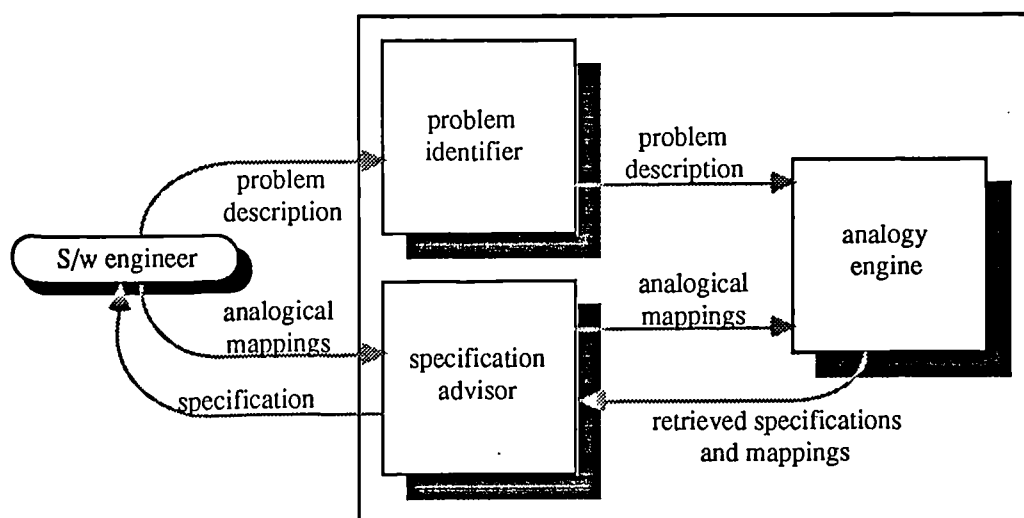 problem
identifier
problem
description
problem
description
analogy
engine
S/w engineer
analogical
mappings
analogical
mappings
specification
advisor
specification
retrieved specifications
and mappings